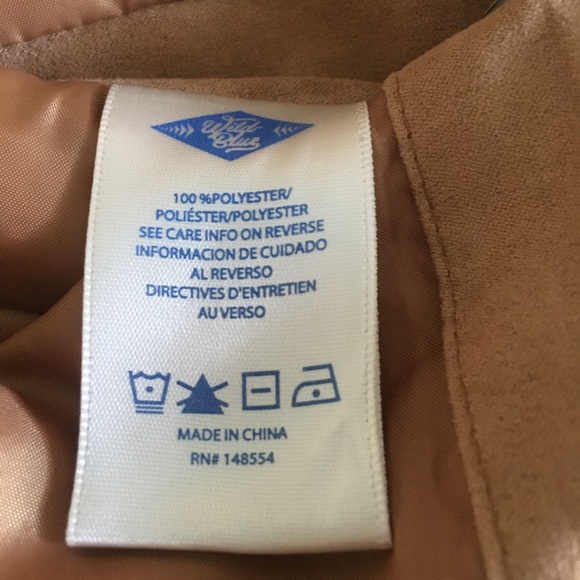 Wild
Blue
100 %POLYESTER/
POLIÉSTER/POLYESTER
SEE CARE INFO ON REVERSE
INFORMACION DE CUIDADO
AL REVERSO
DIRECTIVES D'ENTRETIEN
AU VERSO
MADE IN CHINA
RN# 148554